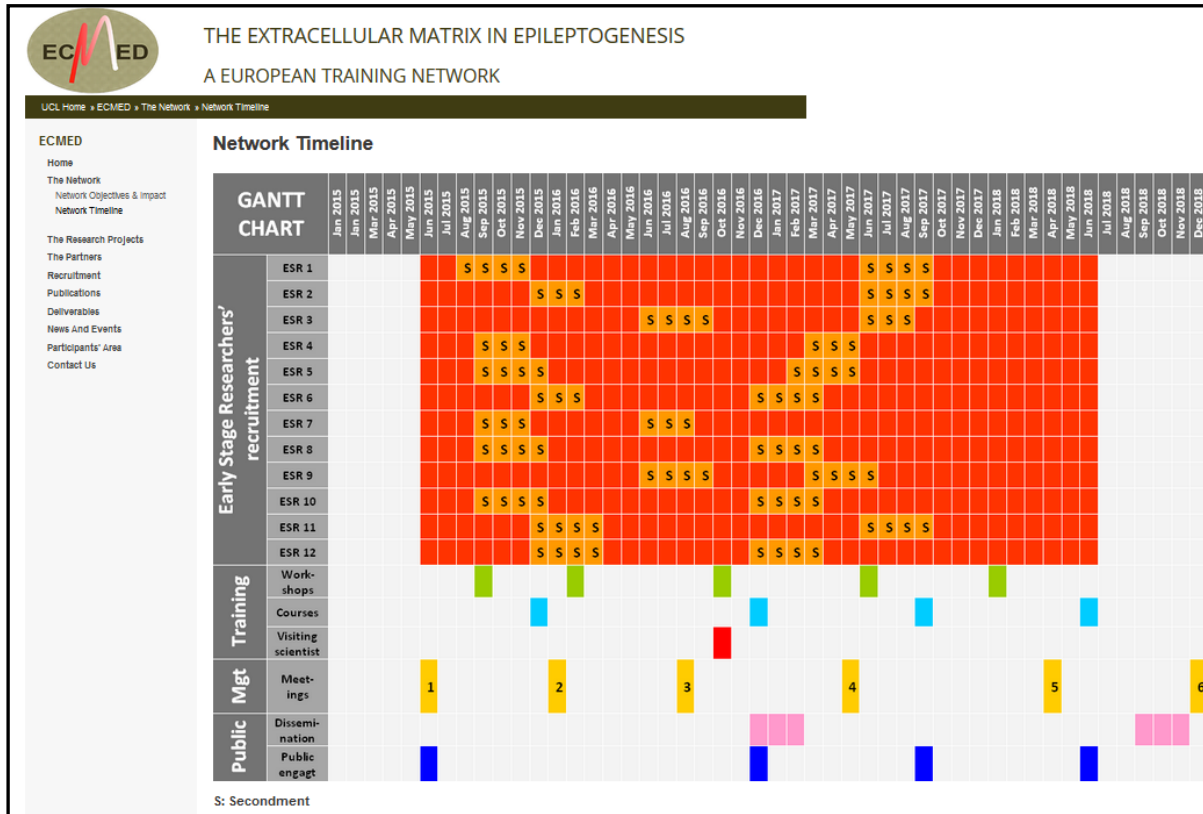 ECMED
THE EXTRACELLULAR MATRIX IN EPILEPTOGENESIS
A EUROPEAN TRAINING NETWORK
UCL Home » ECMED » The Network » Network Timeline
ECMED
Home
The Network
Network Objectives & Impact
Network Timeline
The Research Projects
The Partners
Recruitment
Publications
Deliverables
News And Events
Participants' Area
Contact Us
Network Timeline
GANTT
CHART
Jan 2015
Jan 2015
Mar 2015
Apr 2015
May 2015
Jun 2015
Jul 2015
Aug 2015
Sep 2015
Oct 2015
Nov 2015
Dec 2015
Jan 2016
Feb 2016
Mar 2016
Apr 2016
May 2016
Jun 2016
Jul 2016
Aug 2016
Sep 2016
Oct 2016
Nov 2016
Dec 2016
Jan 2017
Feb 2017
Mar 2017
Apr 2017
May 2017
Jun 2017
Jul 2017
Aug 2017
Sep 2017
Oct 2017
Nov 2017
Dec 2017
Jan 2018
Feb 2018
Mar 2018
Apr 2018
May 2018
Jun 2018
Jul 2018
Aug 2018
Sep 2018
Oct 2018
Nov 2018
Dec 2018
Early Stage Researchers'
recruitment
ESR 1 S S S S S S S S
ESR 2 S S S S S S S
ESR 3 S S S S S S S
ESR 4 S S S S S S
ESR 5 S S S S S S S S
ESR 6 S S S S S S S
ESR 7 S S S S S S
ESR 8 S S S S S S S S
ESR 9 S S S S S S S S
ESR 10 S S S S S S S S
ESR 11 S S S S S S S S
ESR 12 S S S S S S S S
Training
Work-
shops
Courses
Visiting
scientist
Mgt
Meet-
ings
1 2 3 4 5 6
Public
Dissemi-
nation
Public
engagt
S: Secondment